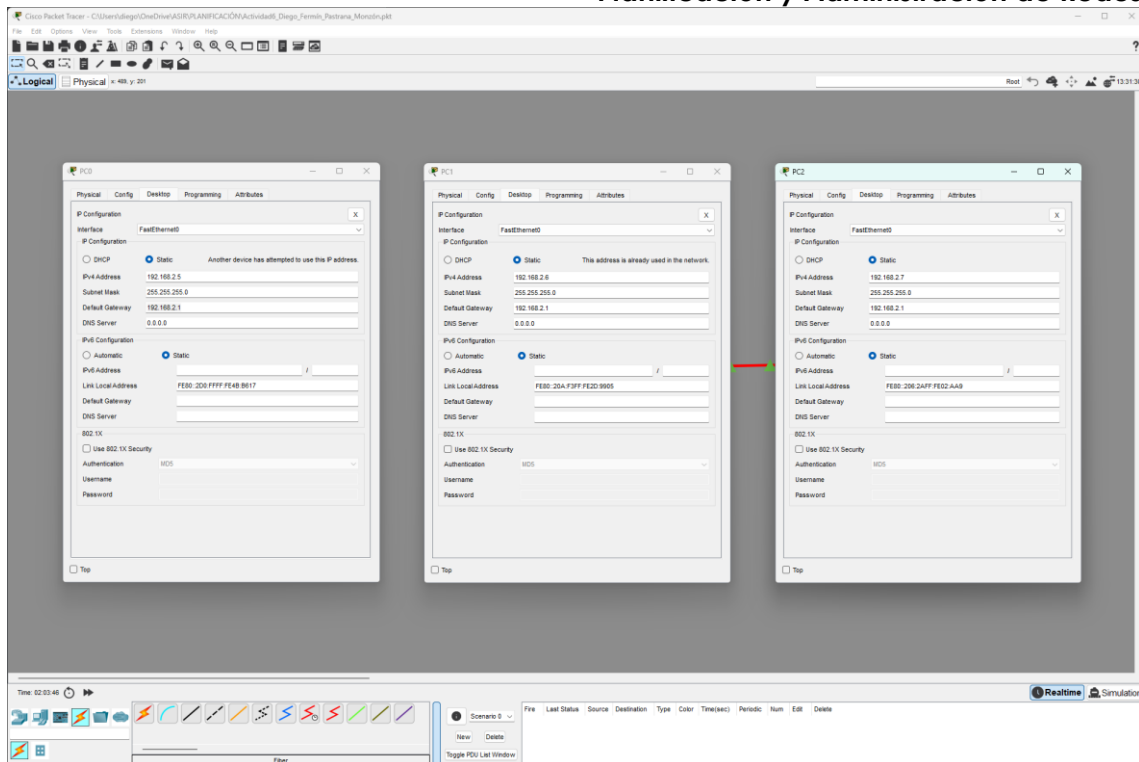 Planificación y Administración de Redes
Cisco Packet Tracer - C:\Users\diego\OneDrive\ASIR\PLANIFICACIÓN\Actividad6_Diego_Fermín_Pastrana_Monzón.pkt
File Edit Options View Tools Extensions Window Help
?
Logical Physical x: 489, y: 201 Root 13:31:3
PC0
Physical Config Desktop Programming Attributes
IP Configuration X
Interface FastEthernet0
IP Configuration
DHCP Static Another device has attempted to use this IP address.
IPv4 Address 192.168.2.5
Subnet Mask 255.255.255.0
Default Gateway 192.168.2.1
DNS Server 0.0.0.0
IPv6 Configuration
Automatic Static
IPv6 Address /
Link Local Address FE80::2D0:FFFF:FE4B:B617
Default Gateway
DNS Server
802.1X
Use 802.1X Security
Authentication MD5
Username
Password
Top
PC1
Physical Config Desktop Programming Attributes
IP Configuration X
Interface FastEthernet0
IP Configuration
DHCP Static This address is already used in the network.
IPv4 Address 192.168.2.6
Subnet Mask 255.255.255.0
Default Gateway 192.168.2.1
DNS Server 0.0.0.0
IPv6 Configuration
Automatic Static
IPv6 Address /
Link Local Address FE80::20A:F3FF:FE2D:9905
Default Gateway
DNS Server
802.1X
Use 802.1X Security
Authentication MD5
Username
Password
Top
PC2
Physical Config Desktop Programming Attributes
IP Configuration X
Interface FastEthernet0
IP Configuration
DHCP Static
IPv4 Address 192.168.2.7
Subnet Mask 255.255.255.0
Default Gateway 192.168.2.1
DNS Server 0.0.0.0
IPv6 Configuration
Automatic Static
IPv6 Address /
Link Local Address FE80::206:2AFF:FE02:AA9
Default Gateway
DNS Server
802.1X
Use 802.1X Security
Authentication MD5
Username
Password
Top
Time: 02:03:46 Realtime Simulation
Scenario 0 Fire Last Status Source Destination Type Color Time(sec) Periodic Num Edit Delete
New Delete
Toggle PDU List Window
Fiber